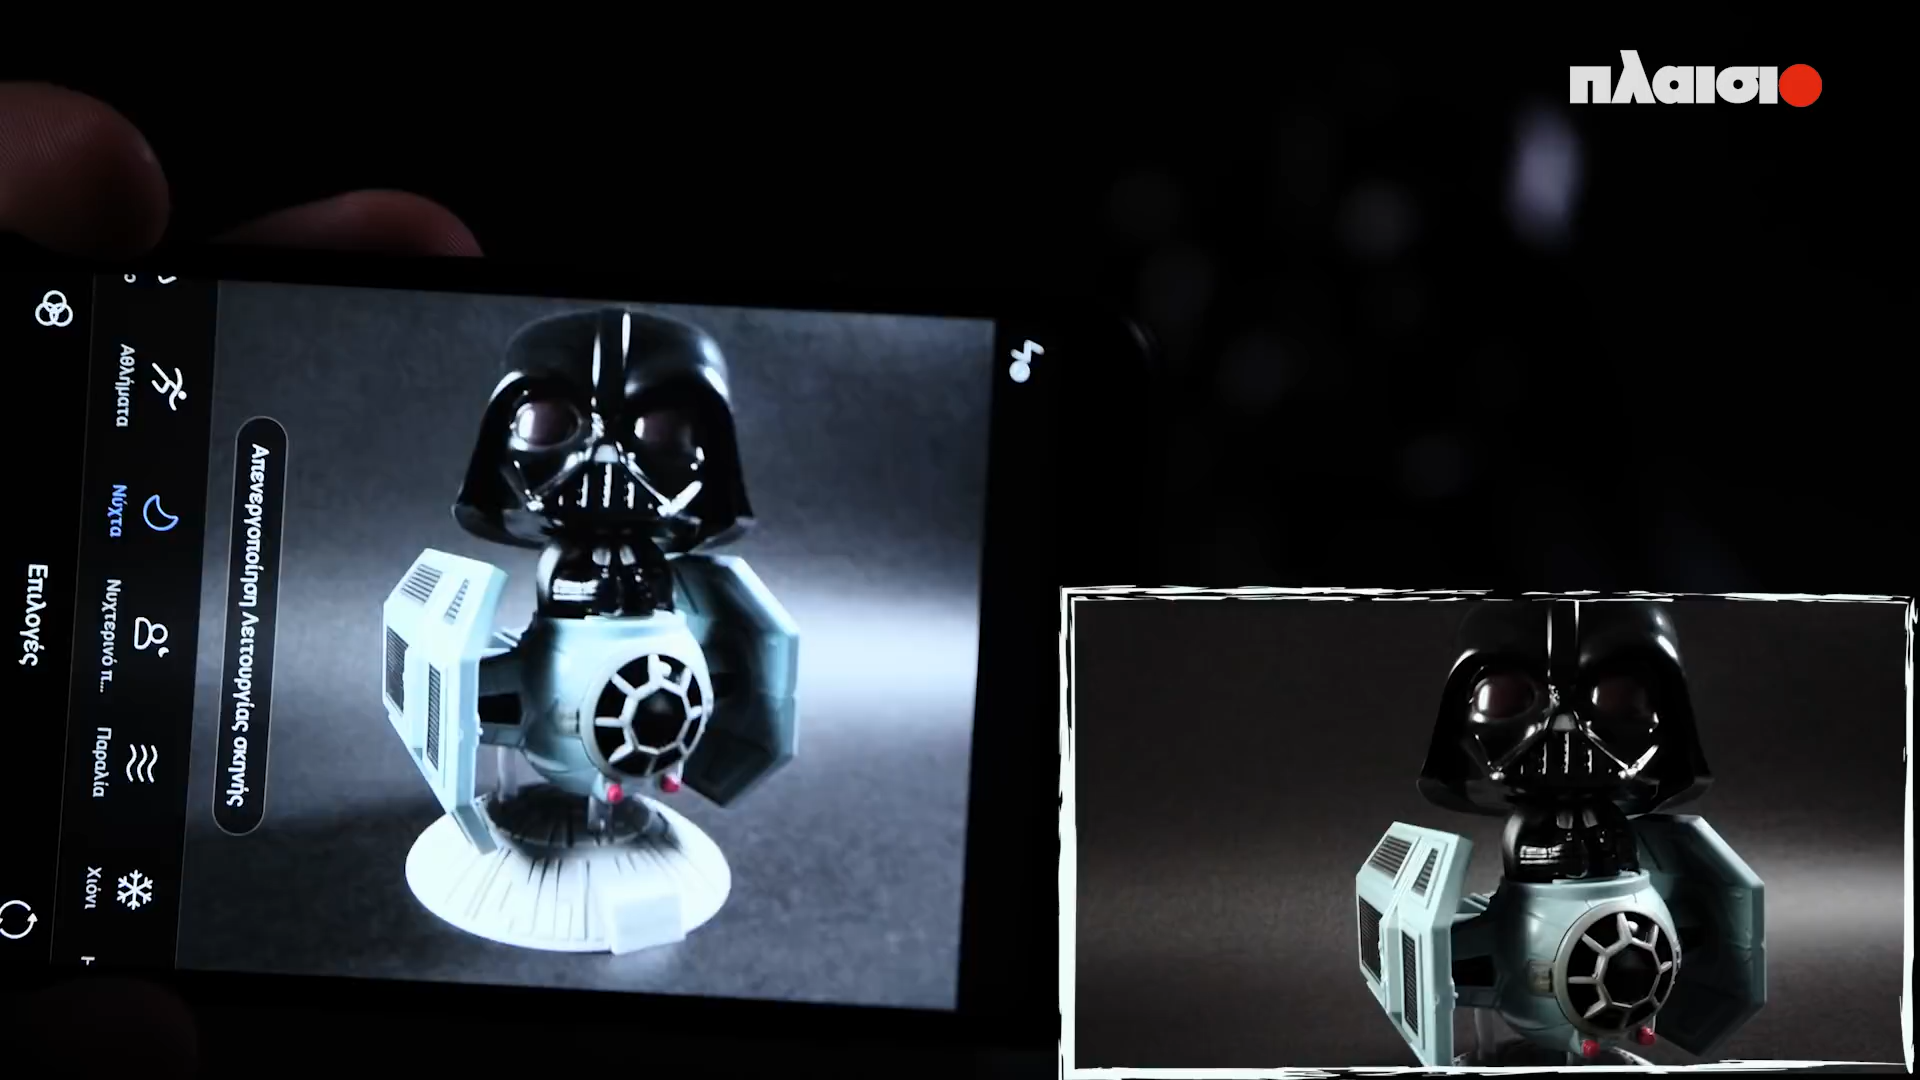 πλαισιο
Αθλήματα
Νύχτα
Νυχτερινό π...
Παραλία
Χιόνι
Απενεργοποίηση Λειτουργίας σκηνής
Επιλογές